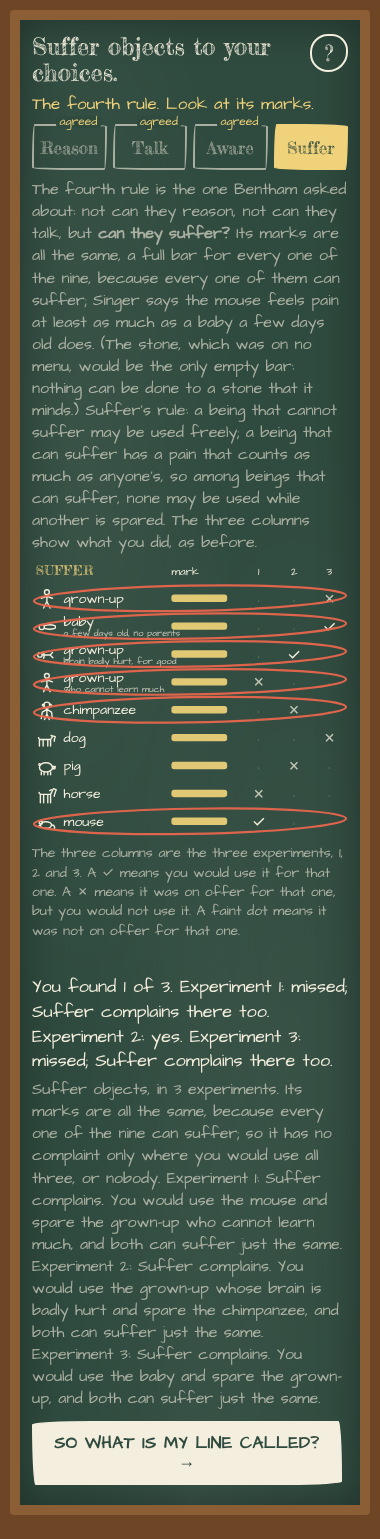 Suffer objects to your
choices.
?
The fourth rule. Look at its marks.
agreed agreed agreed
Reason Talk Aware Suffer
The fourth rule is the one Bentham asked
about: not can they reason, not can they
talk, but can they suffer? Its marks are
all the same, a full bar for every one of
the nine, because every one of them can
suffer; Singer says the mouse feels pain
at least as much as a baby a few days
old does. (The stone, which was on no
menu, would be the only empty bar:
nothing can be done to a stone that it
minds.) Suffer's rule: a being that cannot
suffer may be used freely; a being that
can suffer has a pain that counts as
much as anyone's, so among beings that
can suffer, none may be used while
another is spared. The three columns
show what you did, as before.
SUFFER mark 1 2 3
grown-up ×
baby ✓
a few days old, no parents
grown-up ✓
brain badly hurt, for good
grown-up ×
who cannot learn much
chimpanzee ×
dog ×
pig ×
horse ×
mouse ✓
The three columns are the three experiments, 1,
2 and 3. A ✓ means you would use it for that
one. A × means it was on offer for that one,
but you would not use it. A faint dot means it
was not on offer for that one.
You found 1 of 3. Experiment 1: missed;
Suffer complains there too.
Experiment 2: yes. Experiment 3:
missed; Suffer complains there too.
Suffer objects, in 3 experiments. Its
marks are all the same, because every
one of the nine can suffer; so it has no
complaint only where you would use all
three, or nobody. Experiment 1: Suffer
complains. You would use the mouse and
spare the grown-up who cannot learn
much, and both can suffer just the same.
Experiment 2: Suffer complains. You
would use the grown-up whose brain is
badly hurt and spare the chimpanzee, and
both can suffer just the same.
Experiment 3: Suffer complains. You
would use the baby and spare the grown-
up, and both can suffer just the same.
SO WHAT IS MY LINE CALLED?
→